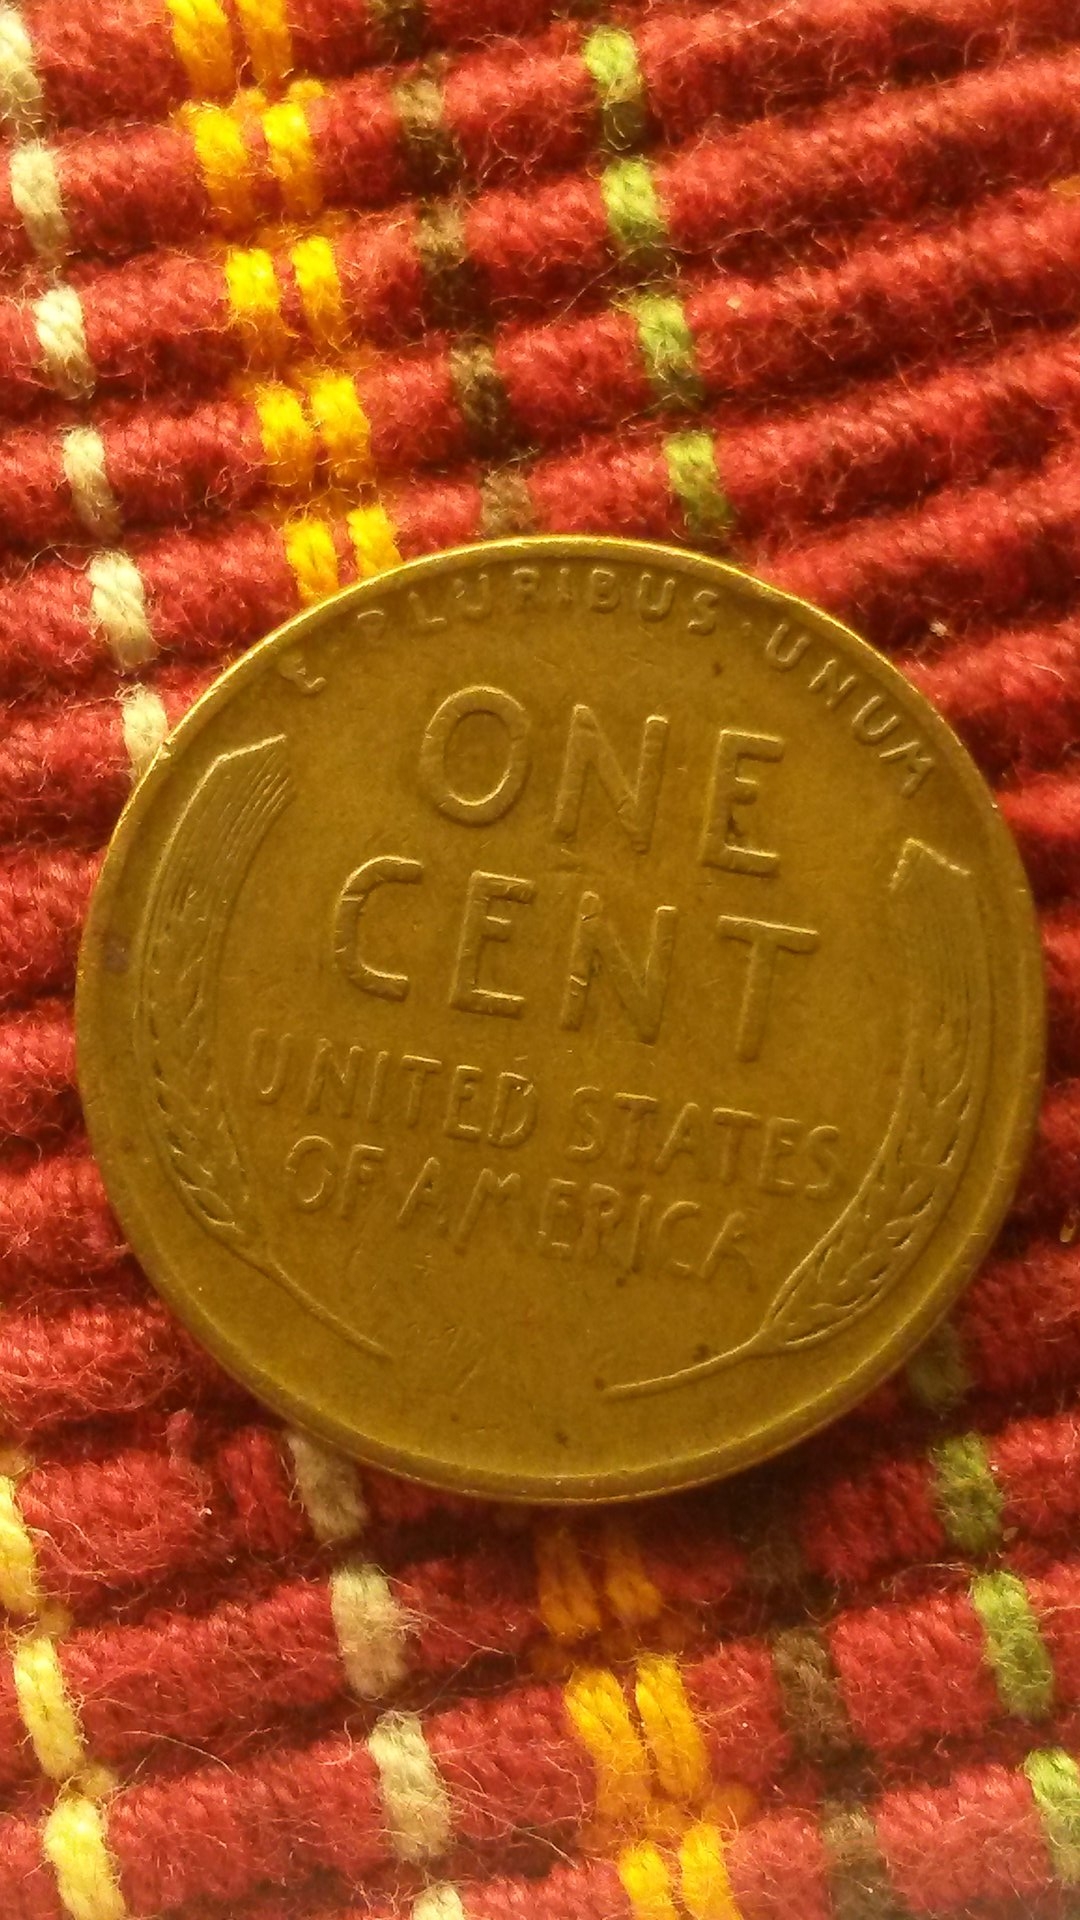 E·PLURIBUS·UNUM
ONE
CENT
UNITED STATES
OF AMERICA